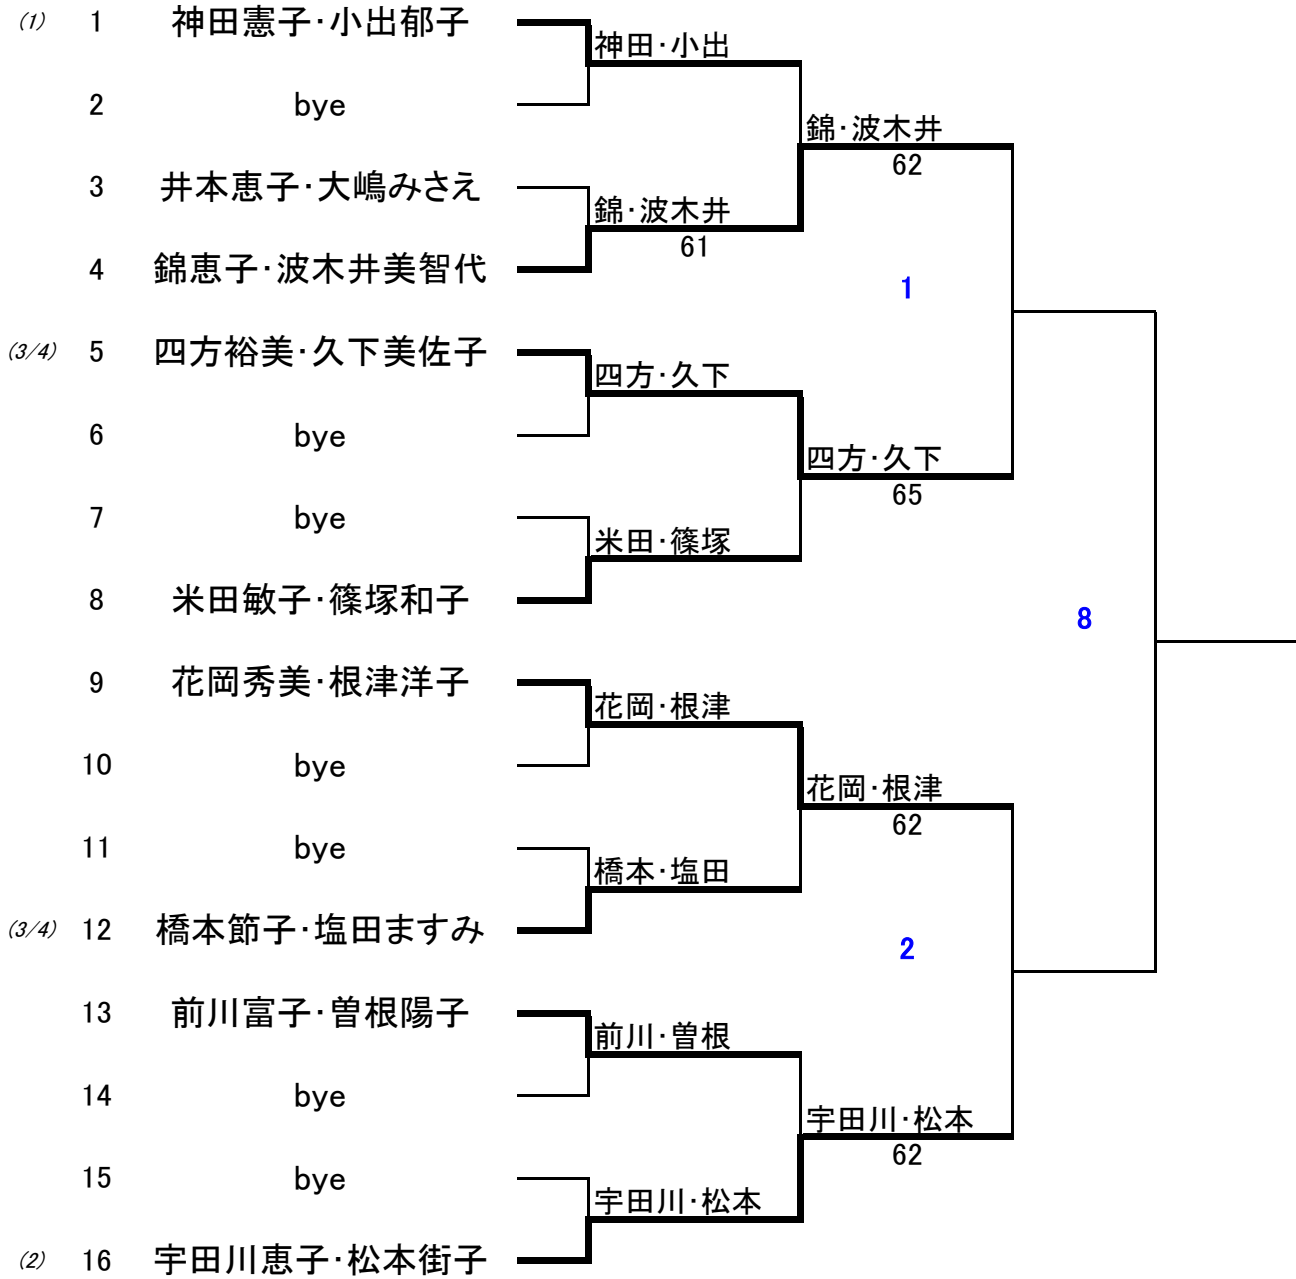 (1) 1 神田憲子・小出郁子
神田・小出
2 bye
錦・波木井
62
3 井本恵子・大嶋みさえ
錦・波木井
61
4 錦恵子・波木井美智代
1
(3/4) 5 四方裕美・久下美佐子
四方・久下
6 bye
四方・久下
65
7 bye
米田・篠塚
8 米田敏子・篠塚和子
8
9 花岡秀美・根津洋子
花岡・根津
10 bye
花岡・根津
62
11 bye
橋本・塩田
(3/4) 12 橋本節子・塩田ますみ
2
13 前川富子・曽根陽子
前川・曽根
14 bye
宇田川・松本
62
15 bye
宇田川・松本
(2) 16 宇田川恵子・松本街子